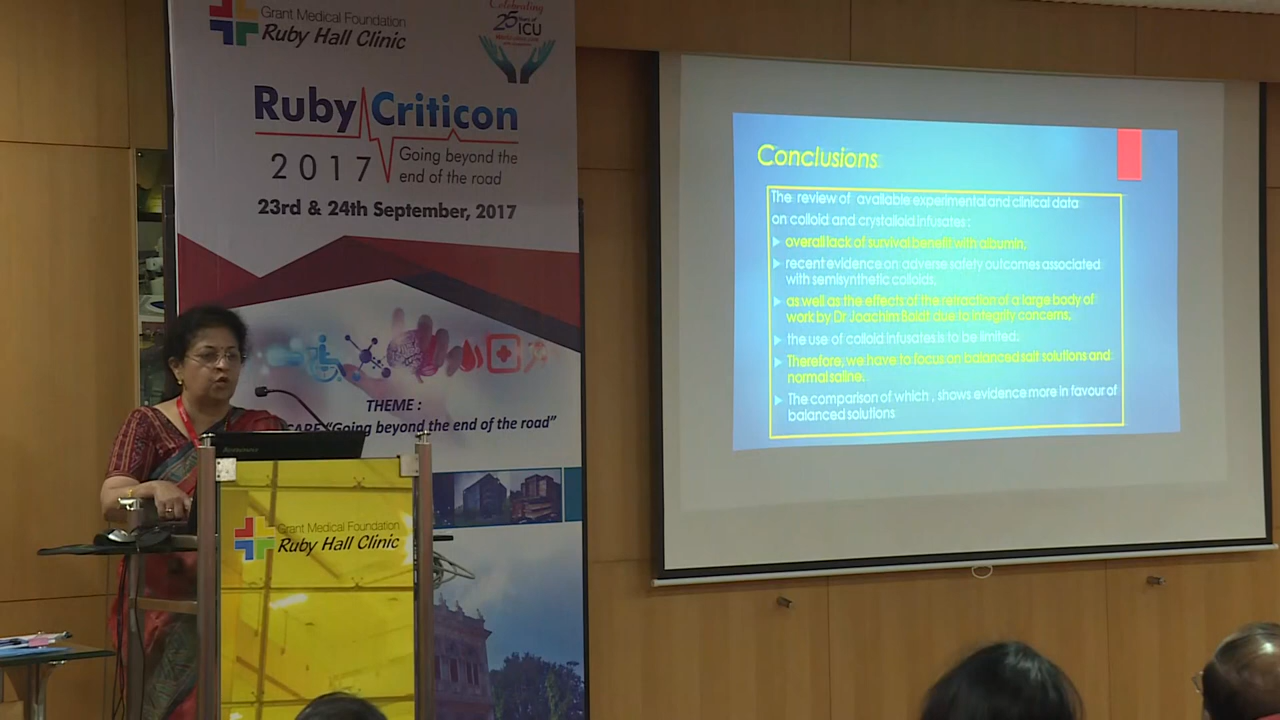 Grant Medical Foundation
Ruby Hall Clinic
Celebrating
25 Years of
ICU
Ruby Criticon
2017
Going beyond the
end of the road
23rd & 24th September, 2017
THEME :
CARE "Going beyond the end of the road"
Grant Medical Foundation
Ruby Hall Clinic
Conclusions
The review of available experimental and clinical data
on colloid and crystalloid infusates :
overall lack of survival benefit with albumin,
recent evidence on adverse safety outcomes associated
with semisynthetic colloids,
as well as the effects of the retraction of a large body of
work by Dr Joachim Boldt due to integrity concerns,
the use of colloid infusates is to be limited.
Therefore, we have to focus on balanced salt solutions and
normal saline.
The comparison of which , shows evidence more in favour of
balanced solutions